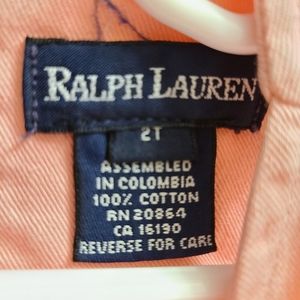 RALPH LAUREN
2T
ASSEMBLED
IN COLOMBIA
100% COTTON
RN 20864
CA 16190
REVERSE FOR CARE